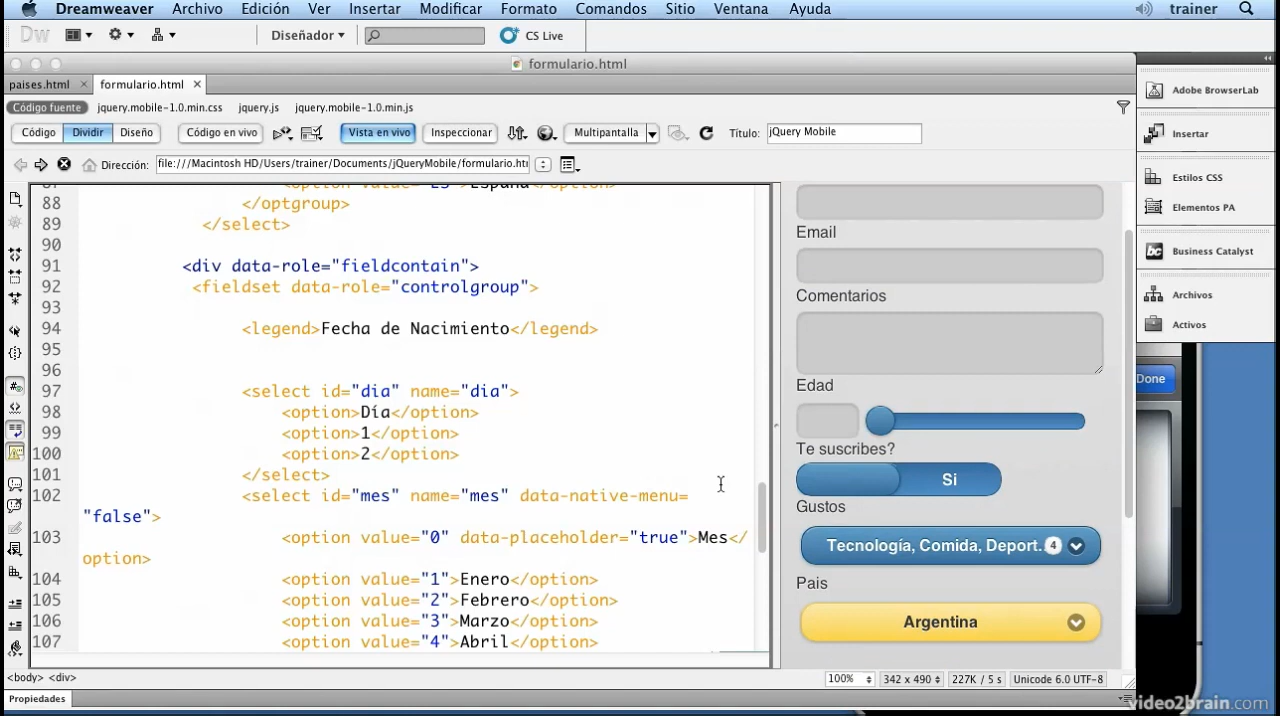 Dreamweaver Archivo Edición Ver Insertar Modificar Formato Comandos Sitio Ventana Ayuda trainer
Dw Diseñador CS Live
formulario.html
paises.html formulario.html
Código fuente jquery.mobile-1.0.min.css jquery.js jquery.mobile-1.0.min.js
Código Dividir Diseño Código en vivo Vista en vivo Inspeccionar Multipantalla Título: jQuery Mobile
Dirección: file:///Macintosh HD/Users/trainer/Documents/jQueryMobile/formulario.htm
87 <option value="ES">España</option>
88 </optgroup>
89 </select>
90
91 <div data-role="fieldcontain">
92 <fieldset data-role="controlgroup">
93
94 <legend>Fecha de Nacimiento</legend>
95
96
97 <select id="dia" name="dia">
98 <option>Día</option>
99 <option>1</option>
100 <option>2</option>
101 </select>
102 <select id="mes" name="mes" data-native-menu=
"false">
103 <option value="0" data-placeholder="true">Mes</
option>
104 <option value="1">Enero</option>
105 <option value="2">Febrero</option>
106 <option value="3">Marzo</option>
107 <option value="4">Abril</option>
Email
Comentarios
Edad
Te suscribes?
Si
Gustos
Tecnología, Comida, Deport... 4
Pais
Argentina
Adobe BrowserLab
Insertar
Estilos CSS
Elementos PA
Business Catalyst
bc
Archivos
Activos
Done
<body> <div> 100% 342 x 490 227K / 5 s Unicode 6.0 UTF-8
Propiedades
video2brain.com